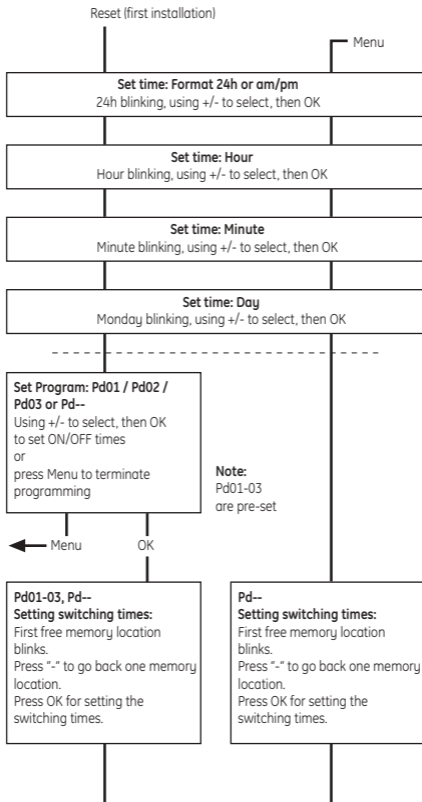 Reset (first installation)
Menu
Set time: Format 24h or am/pm
24h blinking, using +/- to select, then OK
Set time: Hour
Hour blinking, using +/- to select, then OK
Set time: Minute
Minute blinking, using +/- to select, then OK
Set time: Day
Monday blinking, using +/- to select, then OK
Set Program: Pd01 / Pd02 /
Pd03 or Pd--
Using +/- to select, then OK
to set ON/OFF times
or
press Menu to terminate
programming
Note:
Pd01-03
are pre-set
Menu
OK
Pd01-03, Pd--
Setting switching times:
First free memory location
blinks.
Press "-" to go back one memory
location.
Press OK for setting the
switching times.
Pd--
Setting switching times:
First free memory location
blinks.
Press "-" to go back one memory
location.
Press OK for setting the
switching times.